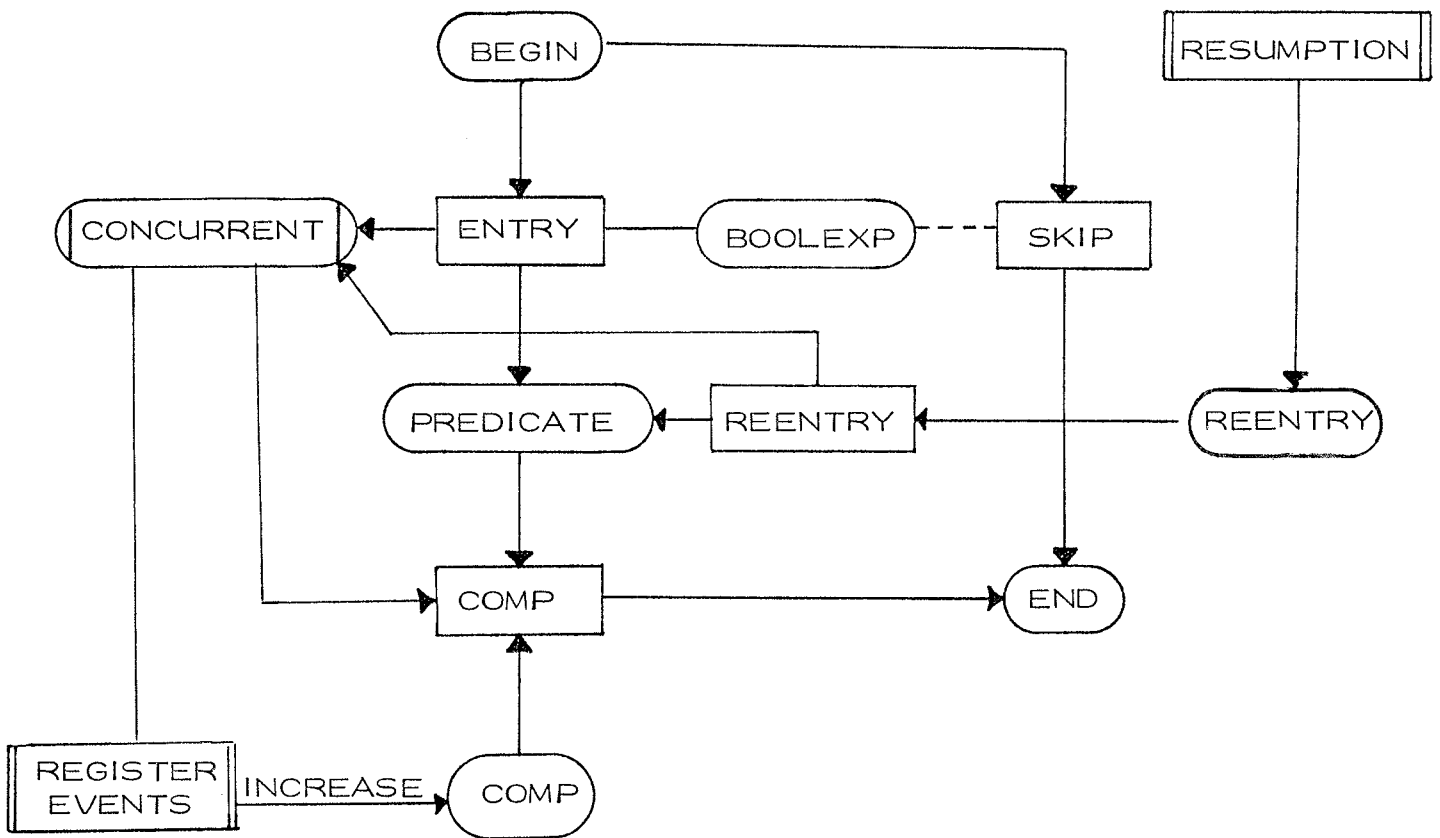 BEGIN
RESUMPTION
CONCURRENT
ENTRY
BOOLEXP
SKIP
PREDICATE
REENTRY
REENTRY
COMP
END
REGISTER
EVENTS
INCREASE
COMP